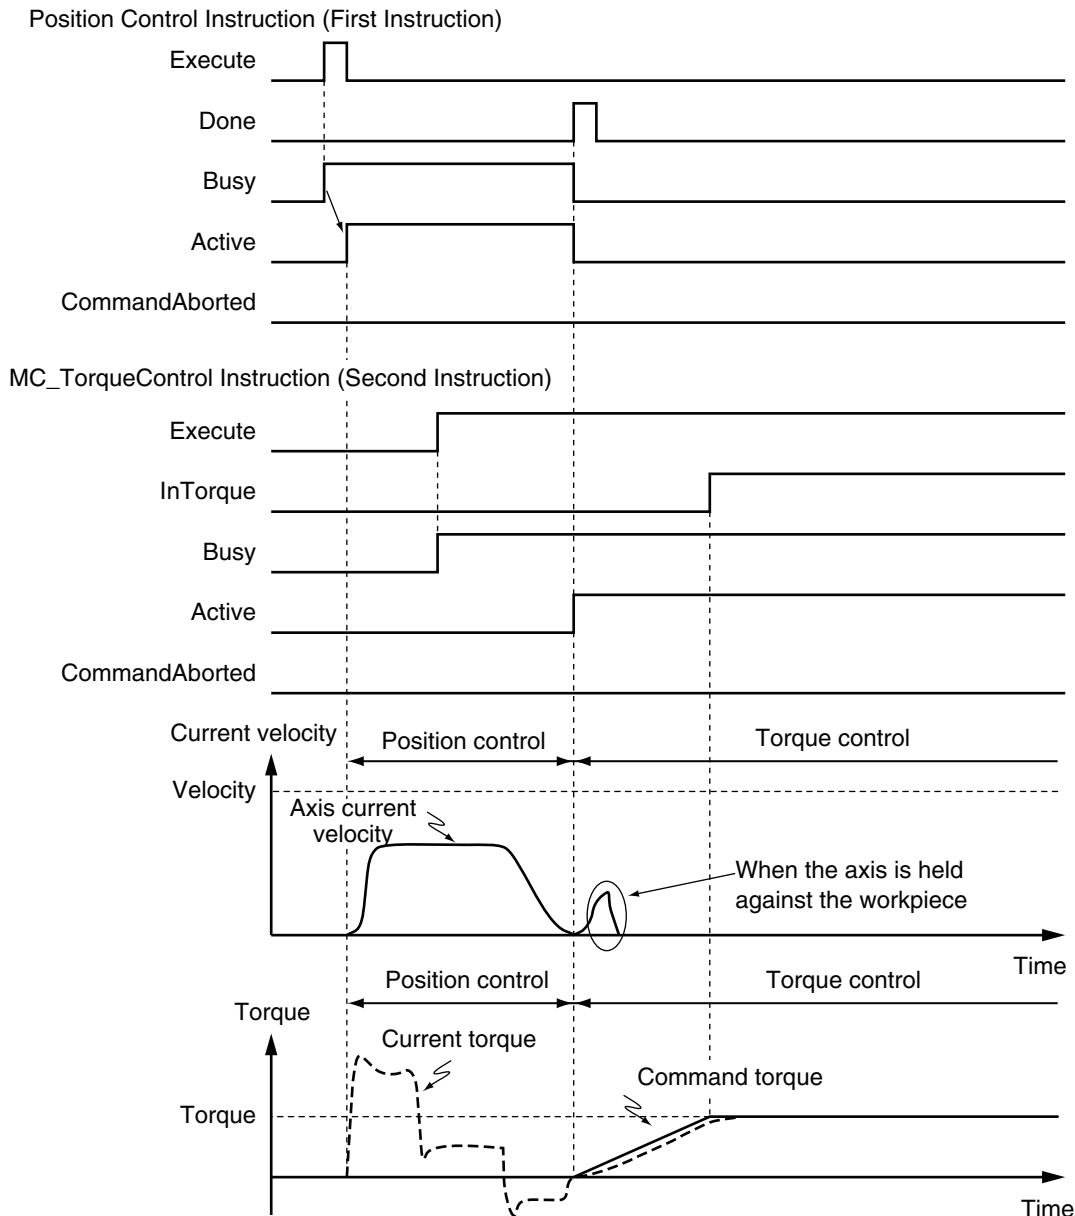 Position Control Instruction (First Instruction)
Execute
Done
Busy
Active
CommandAborted
MC_TorqueControl Instruction (Second Instruction)
Execute
InTorque
Busy
Active
CommandAborted
Current velocity
Position control
Torque control
Velocity
Axis current
velocity
When the axis is held
against the workpiece
Time
Position control
Torque control
Torque
Current torque
Command torque
Torque
Time